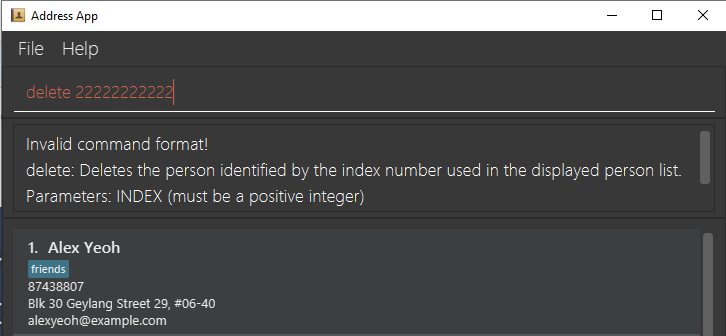 Address App
File Help
delete 22222222222
Invalid command format!
delete: Deletes the person identified by the index number used in the displayed person list.
Parameters: INDEX (must be a positive integer)
1. Alex Yeoh
friends
87438807
Blk 30 Geylang Street 29, #06-40
alexyeoh@example.com